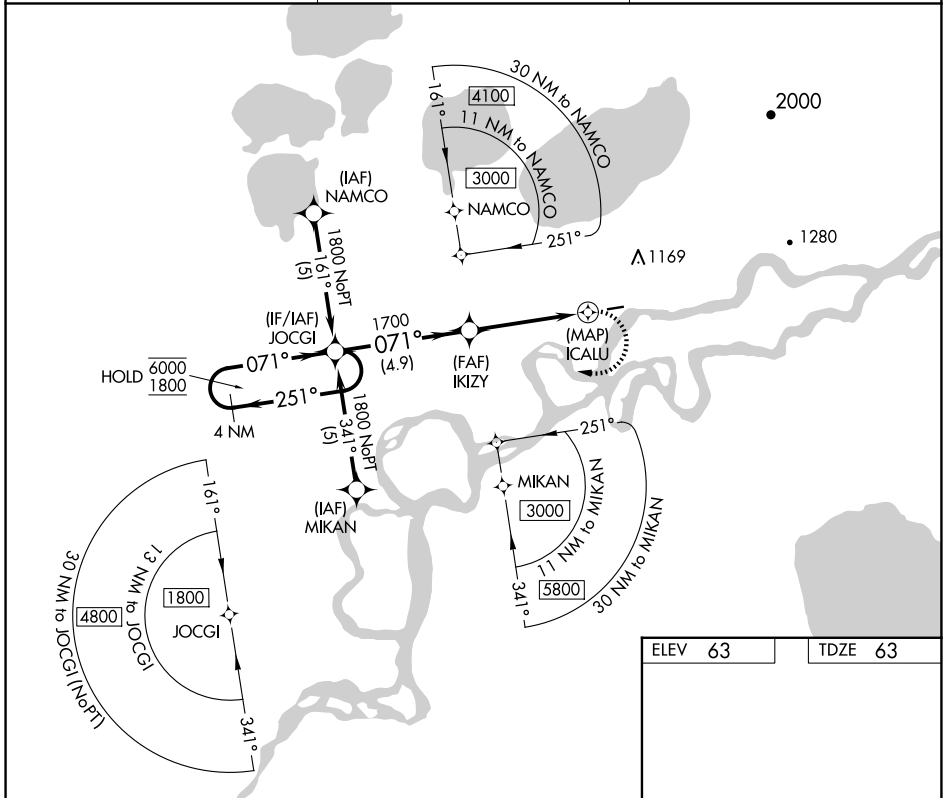 30 NM to NAMCO
4100
161°
11 NM to NAMCO
3000
NAMCO
251°
2000
1280
1169
(IAF)
NAMCO
1800 NoPT
161°
(5)
(IF/IAF)
JOCGI
1700
071°
(4.9)
(FAF)
IKIZY
(MAP)
ICALU
HOLD 6000
1800
071°
251°
4 NM
1800 NoPT
341°
(5)
(IAF)
MIKAN
251°
MIKAN
3000
11 NM to MIKAN
341°
5800
30 NM to MIKAN
161°
30 NM to JOCGI (NoPT)
4800
13 NM to JOCGI
1800
JOCGI
341°
ELEV 63
TDZE 63